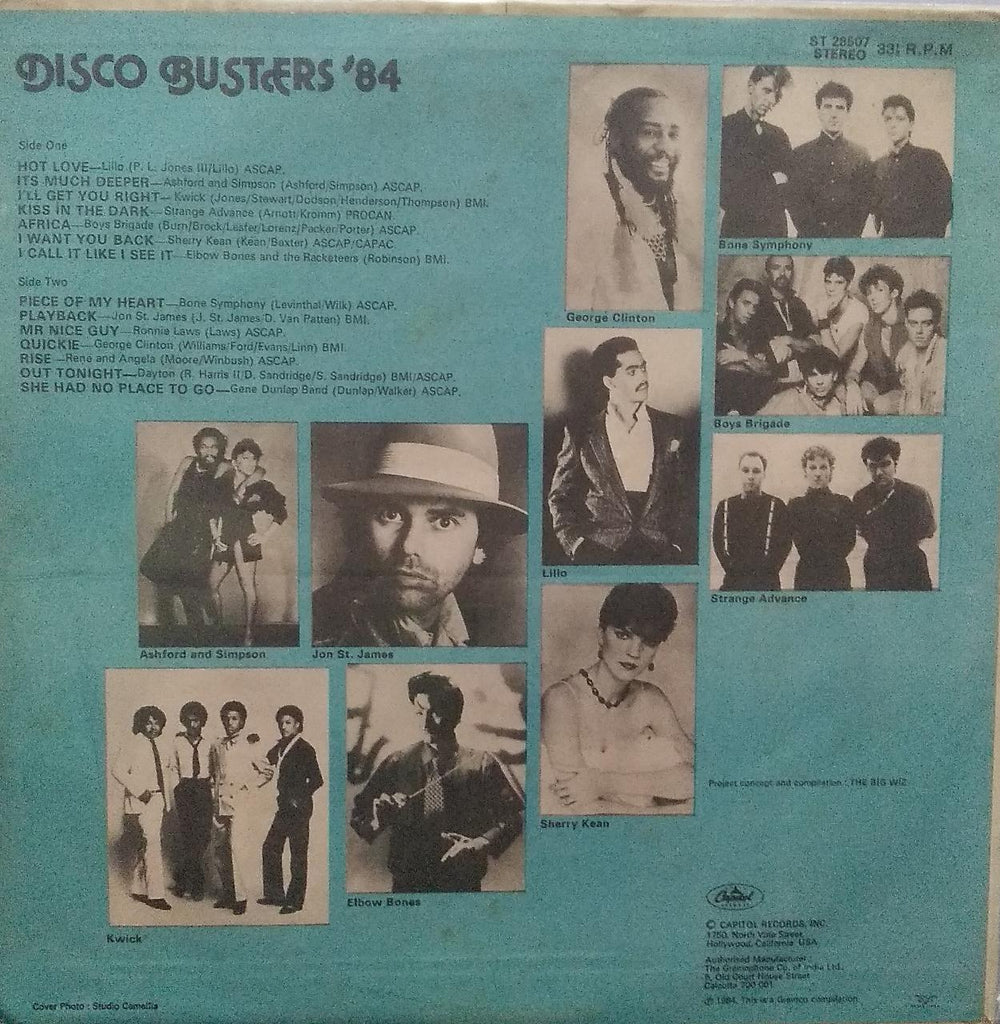 ST 28507
STEREO 33⅓ R.P.M
DISCO BUSTERS '84
Side One
HOT LOVE—Lillo (P. L. Jones III/Lillo) ASCAP.
ITS MUCH DEEPER—Ashford and Simpson (Ashford/Simpson) ASCAP.
I'LL GET YOU RIGHT—Kwick (Jones/Stewart/Dodson/Henderson/Thompson) BMI.
KISS IN THE DARK—Strange Advance (Arnott/Kromm) PROCAN.
AFRICA—Boys Brigade (Burn/Brock/Lester/Lorenz/Packer/Porter) ASCAP.
I WANT YOU BACK—Sherry Kean (Kean/Baxter) ASCAP/CAPAC.
I CALL IT LIKE I SEE IT—Elbow Bones and the Racketeers (Robinson) BMI.
Side Two
PIECE OF MY HEART—Bone Symphony (Levinthal/Wilk) ASCAP.
PLAYBACK—Jon St. James (J. St. James/D. Van Patten) BMI.
MR NICE GUY—Ronnie Laws (Laws) ASCAP.
QUICKIE—George Clinton (Williams/Ford/Evans/Linn) BMI.
RISE—Rene and Angela (Moore/Winbush) ASCAP.
OUT TONIGHT—Dayton (R. Harris II/D. Sandridge/S. Sandridge) BMI/ASCAP.
SHE HAD NO PLACE TO GO—Gene Dunlap Band (Dunlap/Walker) ASCAP.
George Clinton
Bone Symphony
Boys Brigade
Lillo
Strange Advance
Ashford and Simpson
Jon St. James
Sherry Kean
Elbow Bones
Kwick
Project concept and compilation : THE BIG WIZ
Capitol
© CAPITOL RECORDS, INC.
1750, North Vine Street,
Hollywood, California, USA
Authorised Manufacturer :
The Gramophone Co. of India Ltd.,
8, Old Court House Street
Calcutta 700 001
℗ 1984, This is a Gramco compilation.
Cover Photo : Studio Camellia